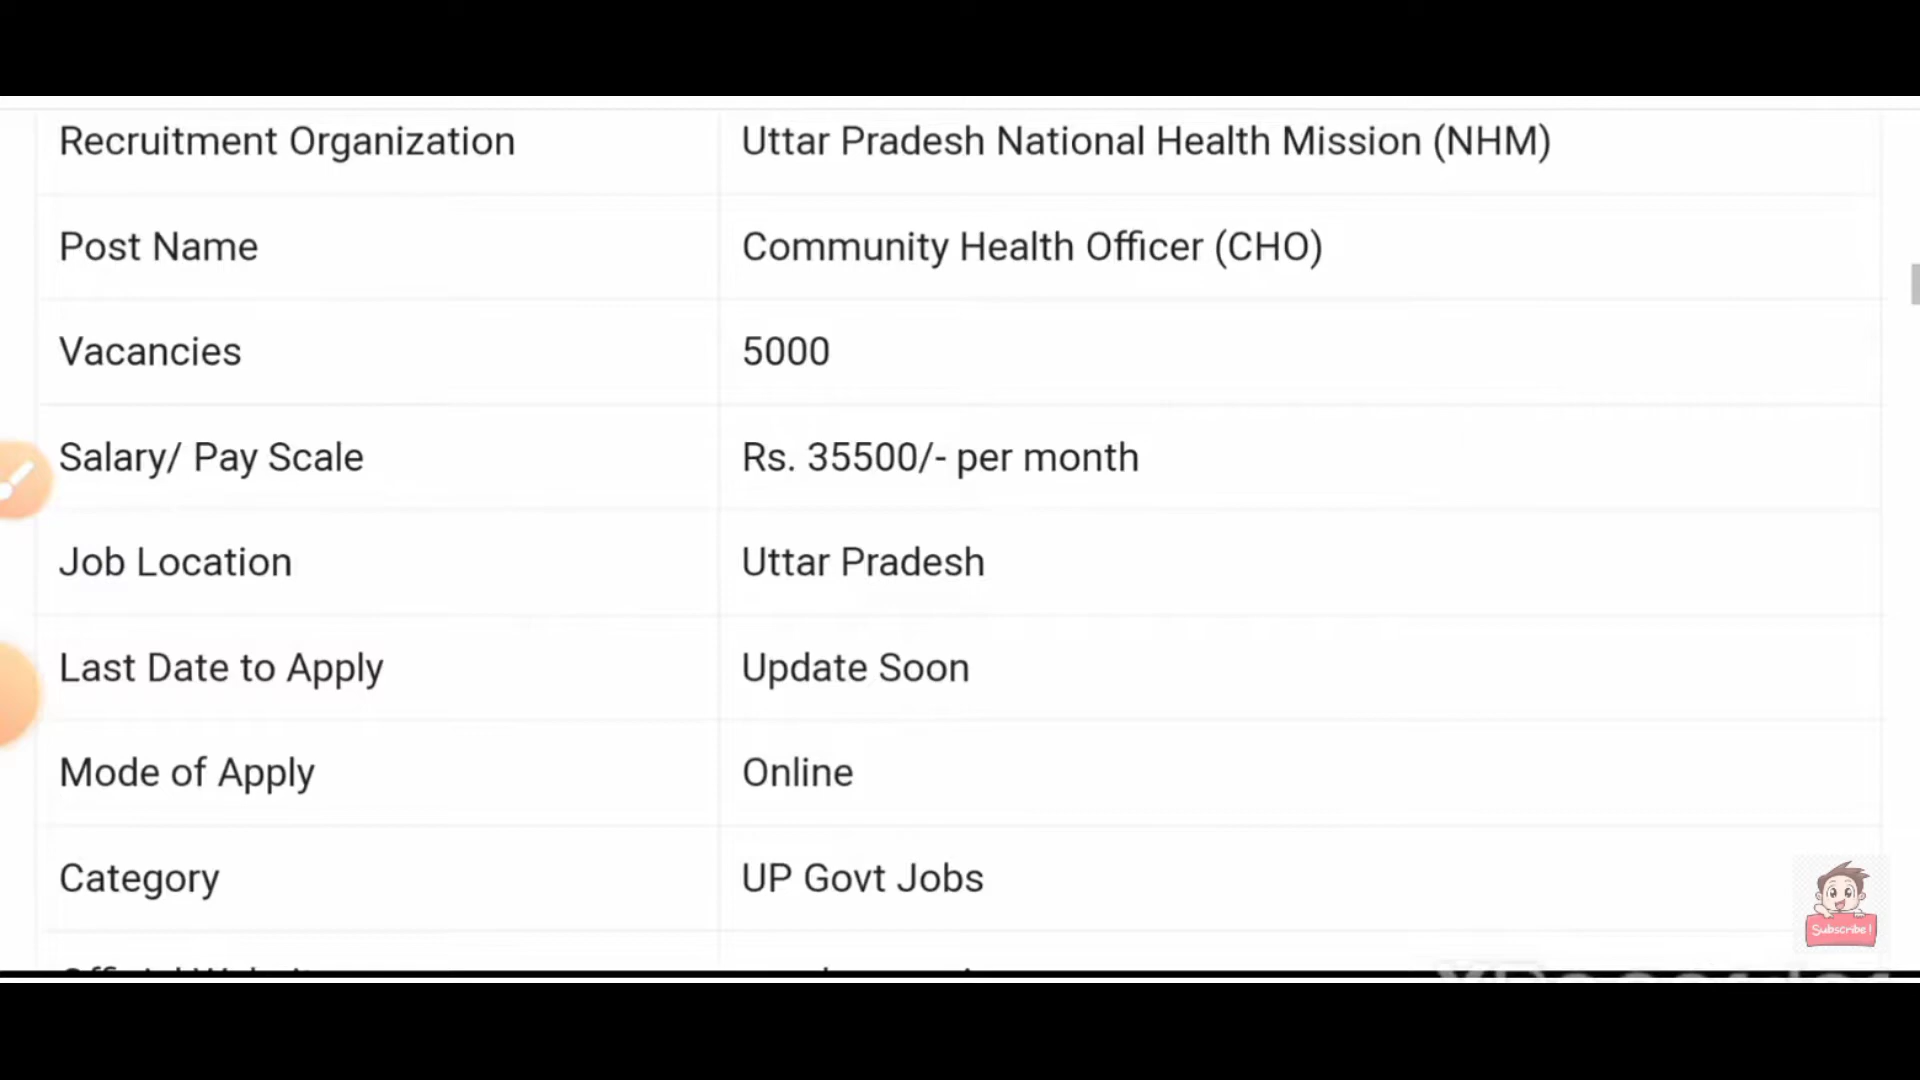 Recruitment Organization Uttar Pradesh National Health Mission (NHM)
Post Name Community Health Officer (CHO)
Vacancies 5000
Salary/ Pay Scale Rs. 35500/- per month
Job Location Uttar Pradesh
Last Date to Apply Update Soon
Mode of Apply Online
Category UP Govt Jobs
Subscribe!